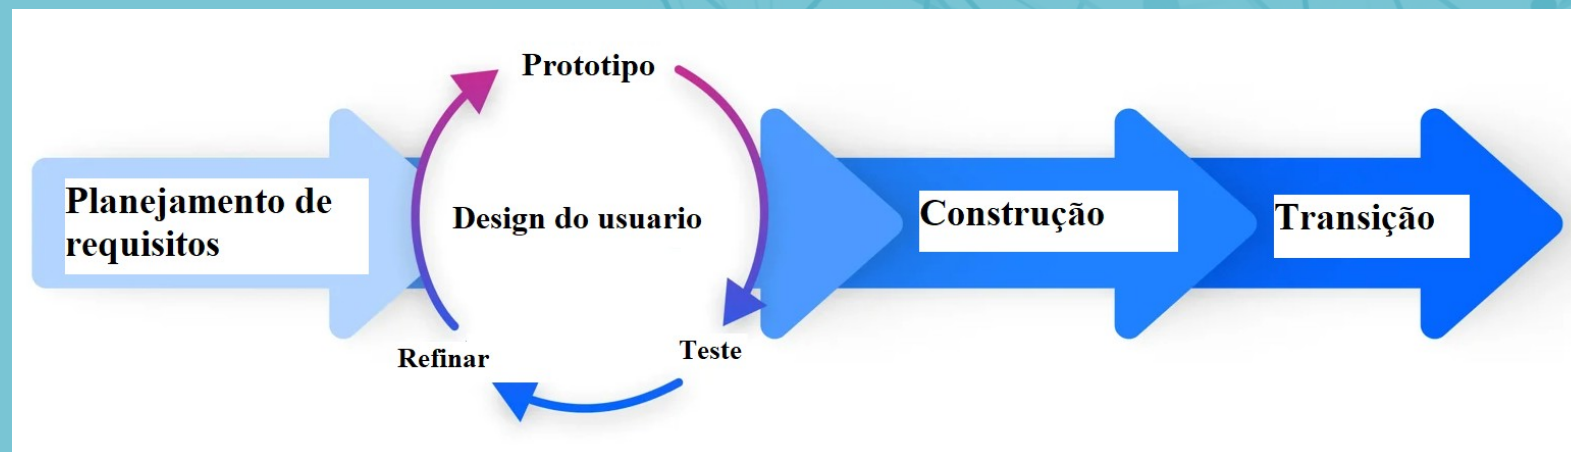 Prototipo
Planejamento de
requisitos
Design do usuario
Construção
Transição
Refinar
Teste